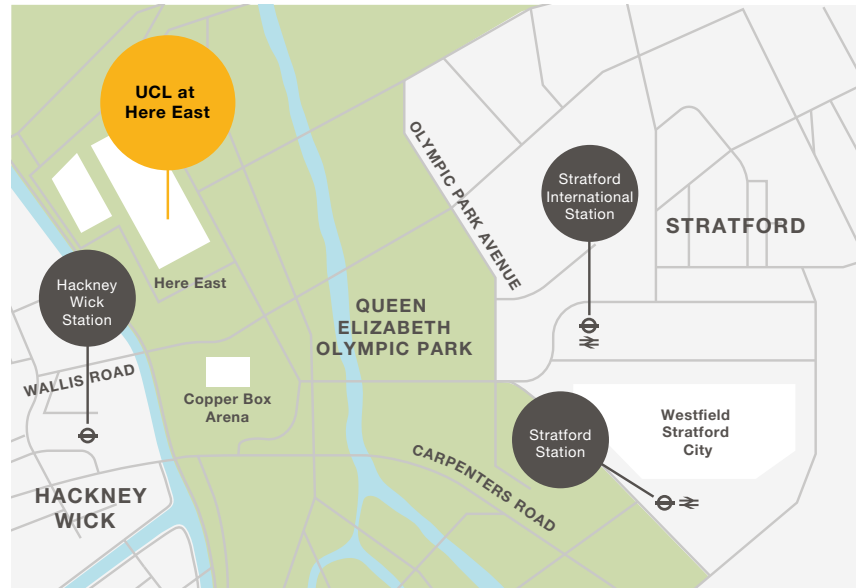 UCL at
Here East
OLYMPIC PARK AVENUE
Stratford
International
Station
STRATFORD
Hackney
Wick
Station
Here East
QUEEN
ELIZABETH
OLYMPIC PARK
WALLIS ROAD
Copper Box
Arena
Stratford
Station
Westfield
Stratford
City
CARPENTERS ROAD
HACKNEY
WICK